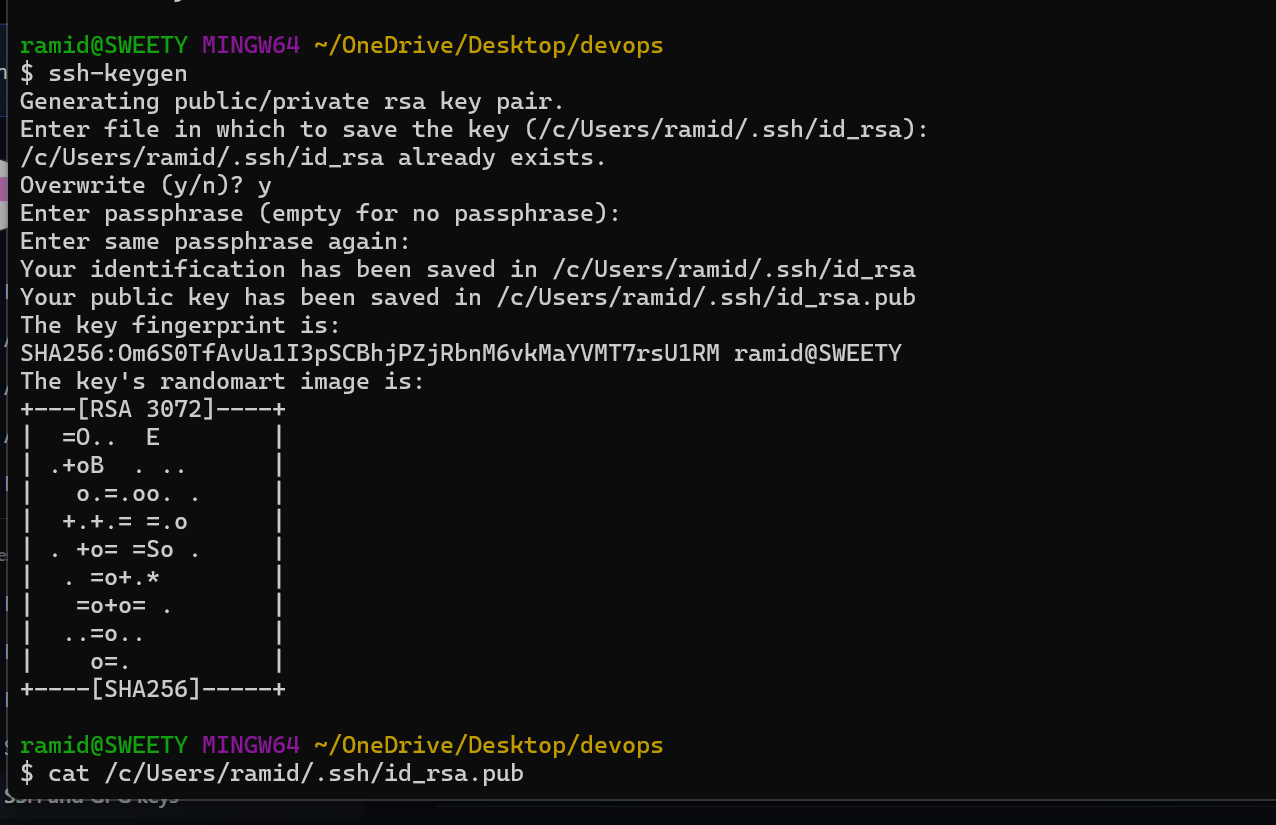 ramid@SWEETY MINGW64 ~/OneDrive/Desktop/devops
$ ssh-keygen
Generating public/private rsa key pair.
Enter file in which to save the key (/c/Users/ramid/.ssh/id_rsa):
/c/Users/ramid/.ssh/id_rsa already exists.
Overwrite (y/n)? y
Enter passphrase (empty for no passphrase):
Enter same passphrase again:
Your identification has been saved in /c/Users/ramid/.ssh/id_rsa
Your public key has been saved in /c/Users/ramid/.ssh/id_rsa.pub
The key fingerprint is:
SHA256:Om6S0TfAvUa1I3pSCBhjPZjRbnM6vkMaYVMT7rsU1RM ramid@SWEETY
The key's randomart image is:
+---[RSA 3072]----+
|  =O..  E        |
| .+oB  . ..      |
|   o.=.oo. .     |
|  +.+.= =.o      |
| . +o= =So .     |
|  . =o+.*        |
|   =o+o= .       |
|  ..=o..         |
|    o=.          |
+----[SHA256]-----+
ramid@SWEETY MINGW64 ~/OneDrive/Desktop/devops
$ cat /c/Users/ramid/.ssh/id_rsa.pub
SSH and GPG keys